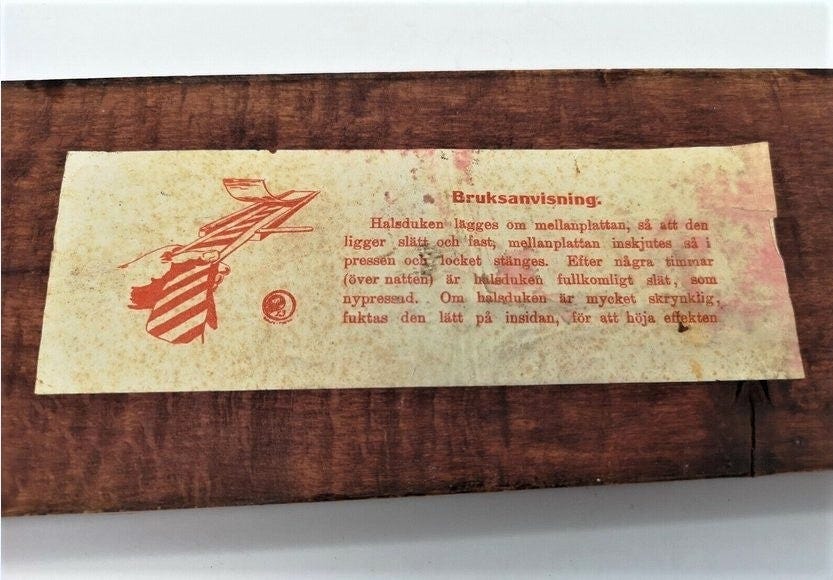 Bruksanvisning.
Halsduken lägges om mellanplattan, så att den
ligger slätt och fast, mellanplattan inskjutes så i
pressen och locket stänges. Efter några timmar
(över natten) är halsduken fullkomligt slät, som
nypressad. Om halsduken är mycket skrynklig,
fuktas den lätt på insidan, för att höja effekten